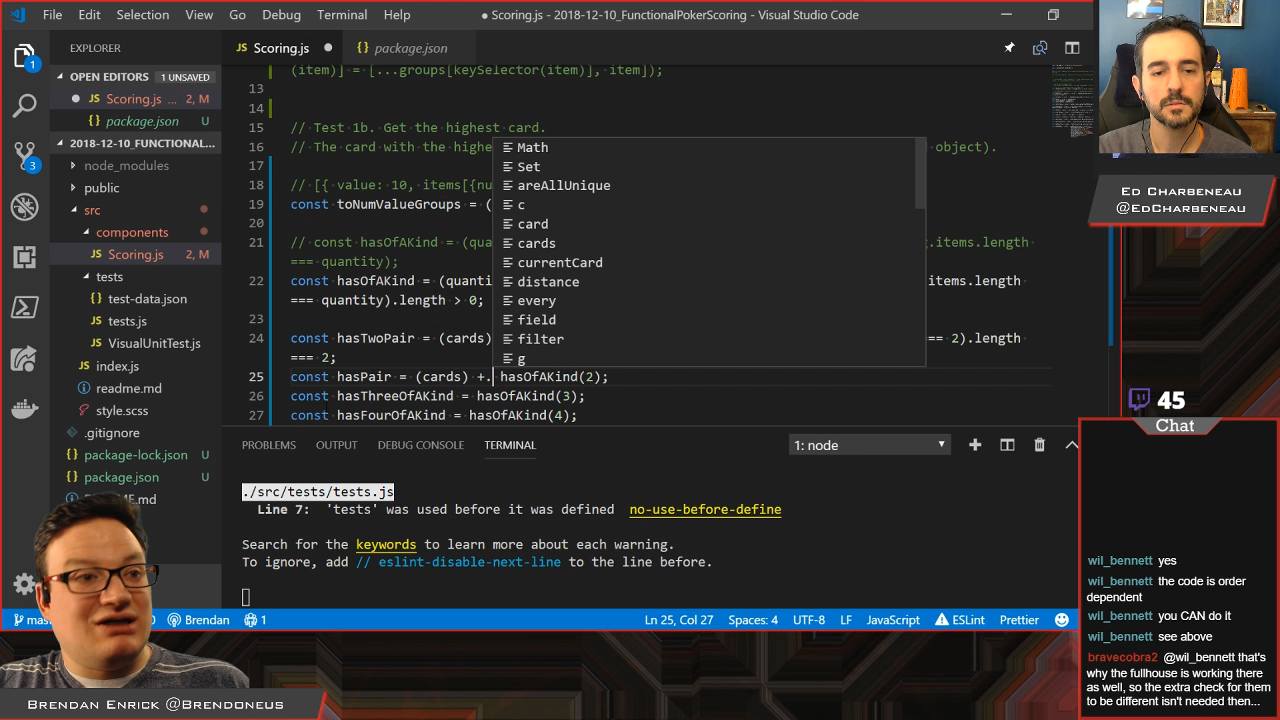 File Edit Selection View Go Debug Terminal Help
● Scoring.js - 2018-12-10_FunctionalPokerScoring - Visual Studio Code
EXPLORER
OPEN EDITORS 1 UNSAVED
JS Scoring.js ... 2, M
{} package.json U
2018-12-10_FUNCTIONAL...
node_modules
public
src
components
JS Scoring.js 2, M
tests
{} test-data.json
JS tests.js
JS VisualUnitTest.js
JS index.js
readme.md
style.scss
.gitignore
{} package-lock.json U
{} package.json U
1
3
JS Scoring.js ●
{} package.json
(item)] = [...groups[keySelector(item)], item]);
13
14
15 // Test 1b. Get the highest card.
16 // The card with the highe object).
17
18 // [{ value: 10, items[{nu
19 const toNumValueGroups = (
20
21 // const hasOfAKind = (qua .items.length
=== quantity);
22 const hasOfAKind = (quanti items.length
=== quantity).length > 0;
23
24 const hasTwoPair = (cards) == 2).length
=== 2;
25 const hasPair = (cards) +. hasOfAKind(2);
26 const hasThreeOfAKind = hasOfAKind(3);
27 const hasFourOfAKind = hasOfAKind(4);
Math
Set
areAllUnique
c
card
cards
currentCard
distance
every
field
filter
g
PROBLEMS OUTPUT DEBUG CONSOLE TERMINAL 1: node
./src/tests/tests.js
Line 7: 'tests' was used before it was defined no-use-before-define
Search for the keywords to learn more about each warning.
To ignore, add // eslint-disable-next-line to the line before.
0 Brendan 1 Ln 25, Col 27 Spaces: 4 UTF-8 LF JavaScript ESLint Prettier
Brendan Enrick @Brendoneus
Ed Charbeneau
@EdCharbeneau
45
Chat
wil_bennett yes
wil_bennett the code is order
dependent
wil_bennett you CAN do it
wil_bennett see above
bravecobra2 @wil_bennett that's
why the fullhouse is working there
as well, so the extra check for them
to be different isn't needed then...